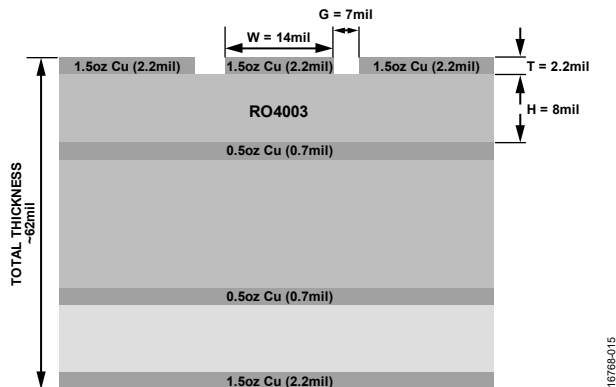 G = 7mil
W = 14mil
1.5oz Cu (2.2mil) 1.5oz Cu (2.2mil) 1.5oz Cu (2.2mil)
T = 2.2mil
RO4003
H = 8mil
0.5oz Cu (0.7mil)
TOTAL THICKNESS
~62mil
0.5oz Cu (0.7mil)
1.5oz Cu (2.2mil)
16768-015